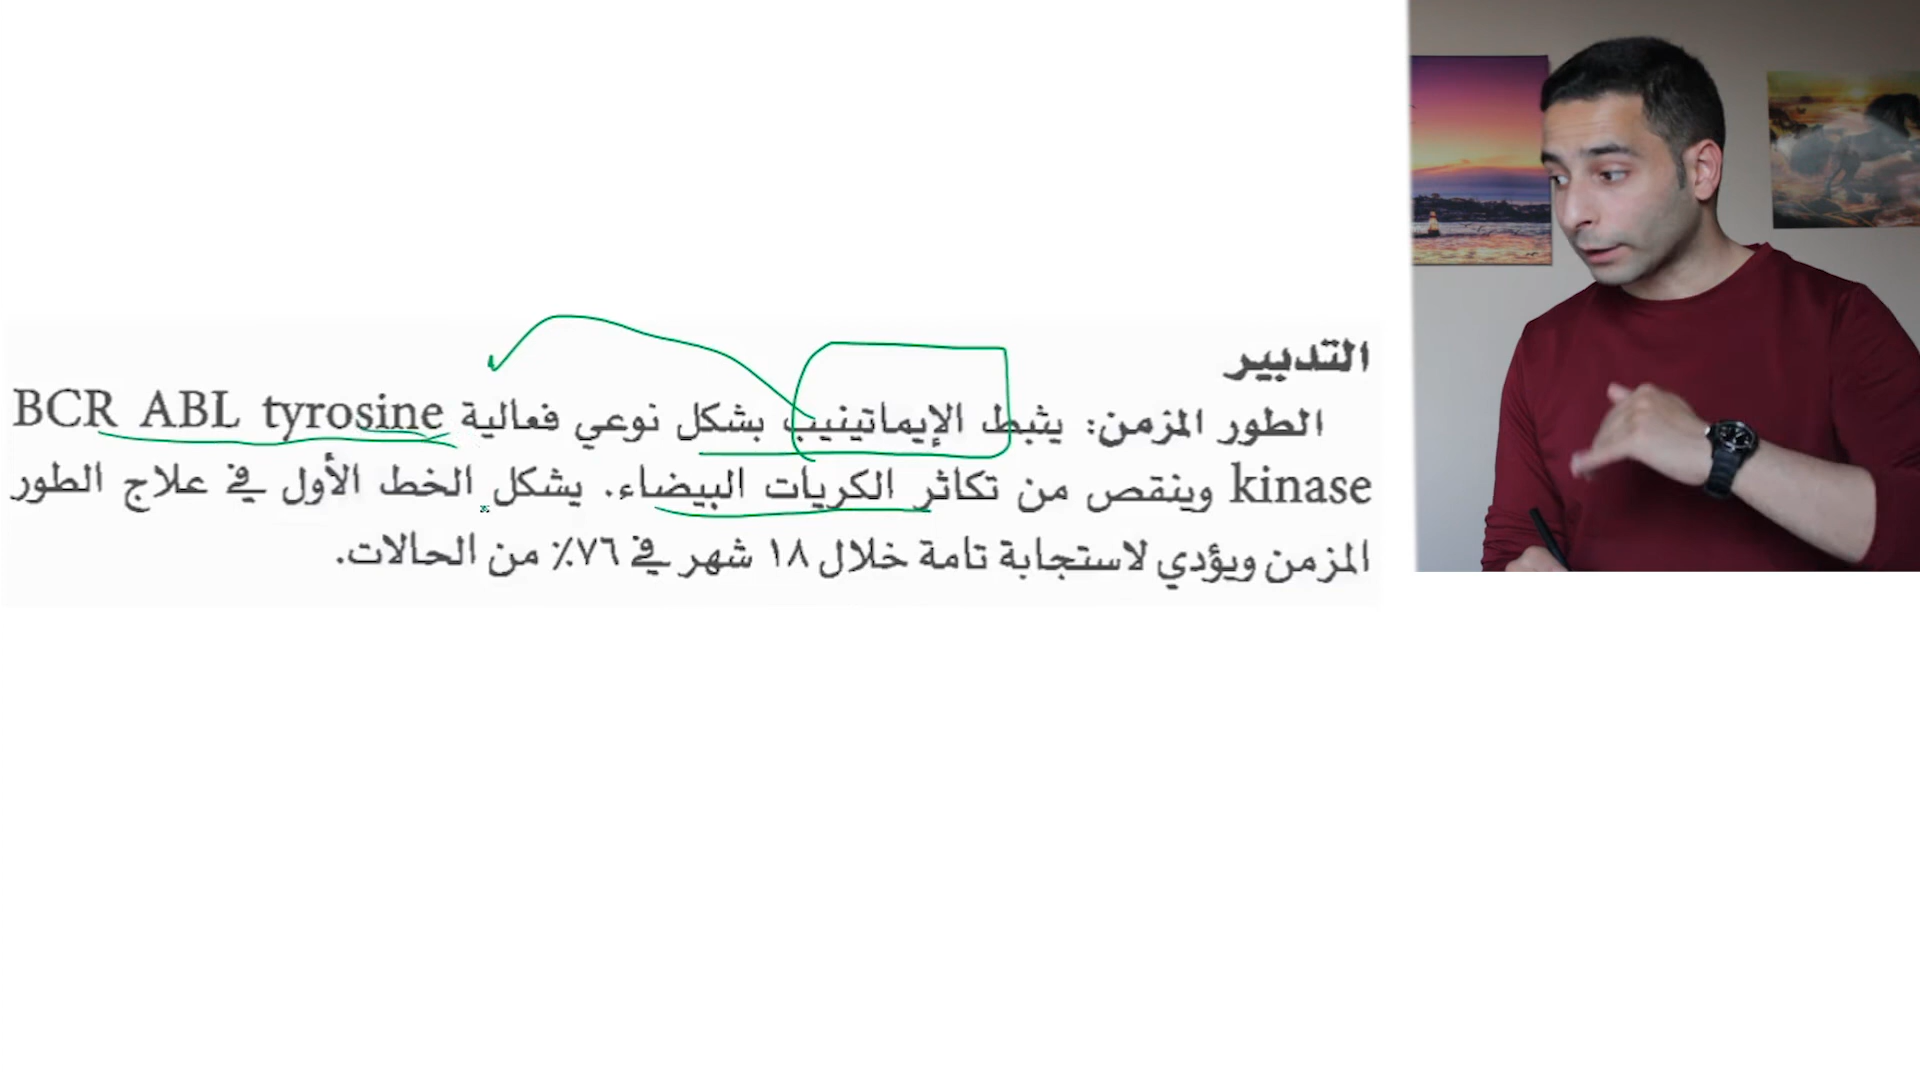 التدبير
الطور المزمن: يثبط الإيماتينيب بشكل نوعي فعالية BCR ABL tyrosine
kinase وينقص من تكاثر الكريات البيضاء. يشكل الخط الأول في علاج الطور
المزمن ويؤدي لاستجابة تامة خلال ١٨ شهر في ٧٦٪ من الحالات.